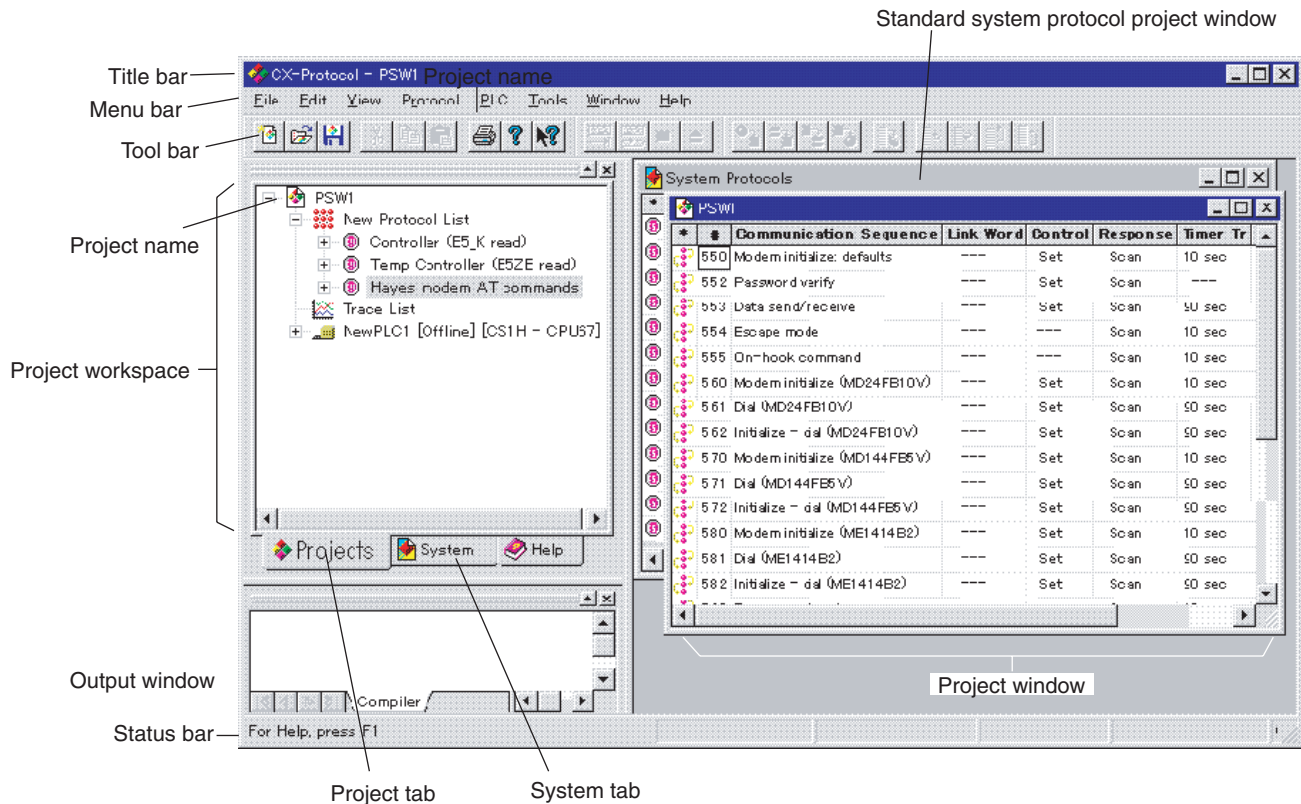 Standard system protocol project window
Title bar
CX-Protocol - PSW1 Project name
Menu bar
File Edit View Protocol PLC Tools Window Help
Tool bar
System Protocols
PSW1
New Protocol List
Controller (E5_K read)
Temp Controller (E5ZE read)
Hayes modem AT commands
Trace List
NewPLC1 [Offline] [CS1H - CPU67]
Project name
Project workspace
Projects System Help
PSW1
* # Communication Sequence Link Word Control Response Timer Tr
550 Modem initialize: defaults --- Set Scan 10 sec
552 Password verify --- Set Scan ---
553 Data send/receive --- Set Scan 90 sec
554 Escape mode --- --- Scan 10 sec
555 On-hook command --- --- Scan 10 sec
560 Modem initialize (MD24FB10V) --- Set Scan 10 sec
561 Dial (MD24FB10V) --- Set Scan 90 sec
562 Initialize - dial (MD24FB10V) --- Set Scan 90 sec
570 Modem initialize (MD144FB5V) --- Set Scan 10 sec
571 Dial (MD144FB5V) --- Set Scan 90 sec
572 Initialize - dial (MD144FB5V) --- Set Scan 90 sec
580 Modem initialize (ME1414B2) --- Set Scan 10 sec
581 Dial (ME1414B2) --- Set Scan 90 sec
582 Initialize - dial (ME1414B2) --- Set Scan 90 sec
Output window
Compiler
Project window
Status bar
For Help, press F1
Project tab
System tab